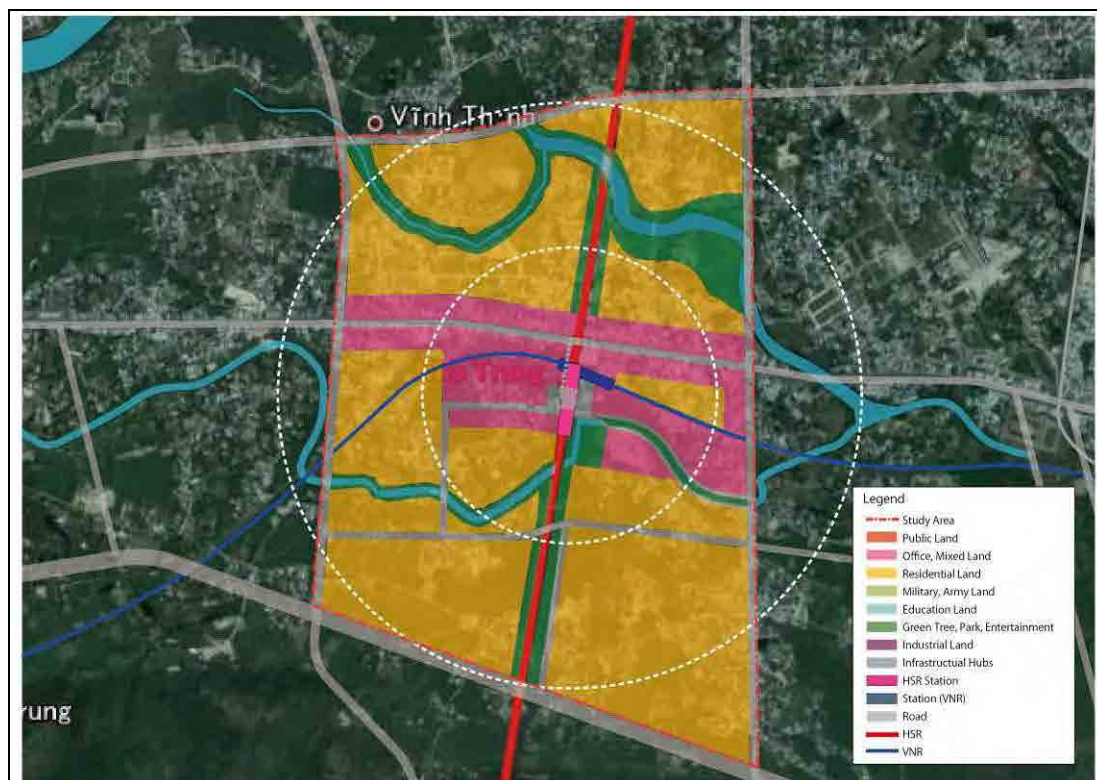 Vĩnh Th
Legend
Study Area
Public Land
Office, Mixed Land
Residential Land
Military, Army Land
Education Land
Green Tree, Park, Entertainment
Industrial Land
Infrastructual Hubs
HSR Station
Station (VNR)
Road
HSR
VNR
rung